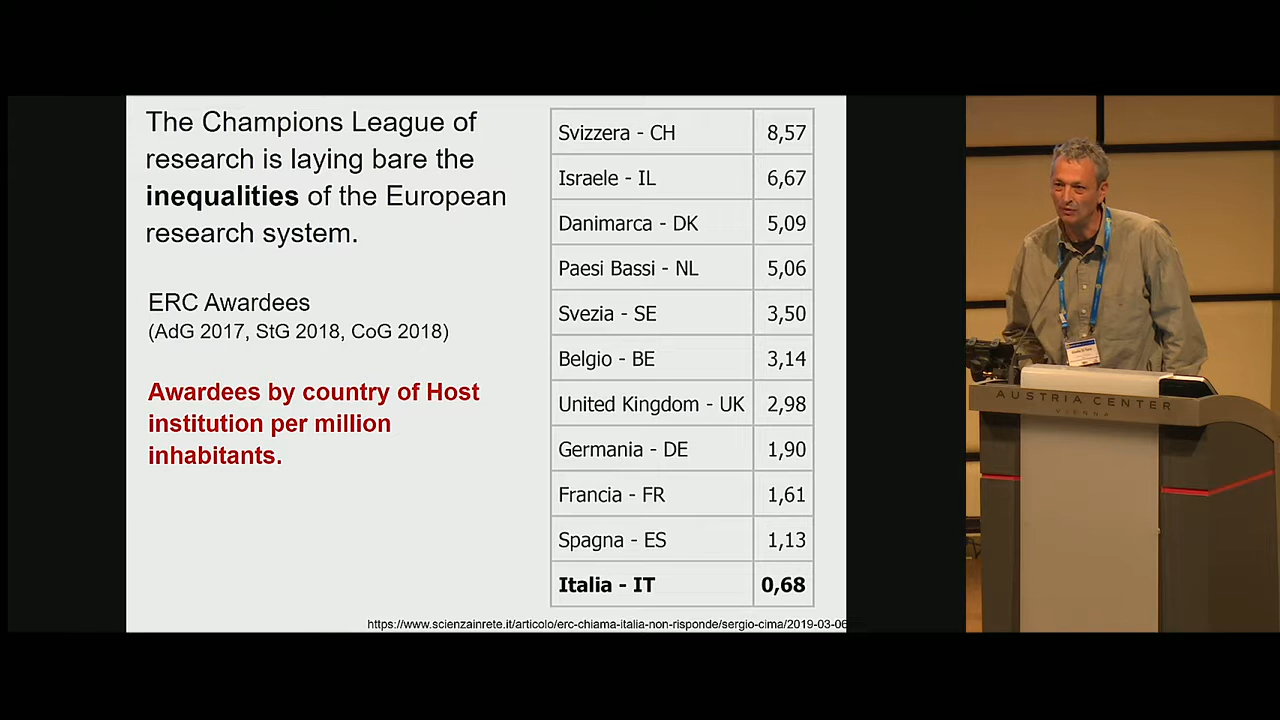 The Champions League of
research is laying bare the
inequalities of the European
research system.
ERC Awardees
(AdG 2017, StG 2018, CoG 2018)
Awardees by country of Host
institution per million
inhabitants.
Svizzera - CH 8,57
Israele - IL 6,67
Danimarca - DK 5,09
Paesi Bassi - NL 5,06
Svezia - SE 3,50
Belgio - BE 3,14
United Kingdom - UK 2,98
Germania - DE 1,90
Francia - FR 1,61
Spagna - ES 1,13
Italia - IT 0,68
https://www.scienzainrete.it/articolo/erc-chiama-italia-non-risponde/sergio-cima/2019-03-06
AUSTRIA CENTER
VIENNA